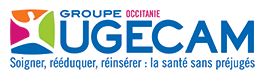 GROUPE OCCITANIE
UGECAM
Soigner, rééduquer, réinsérer : la santé sans préjugés